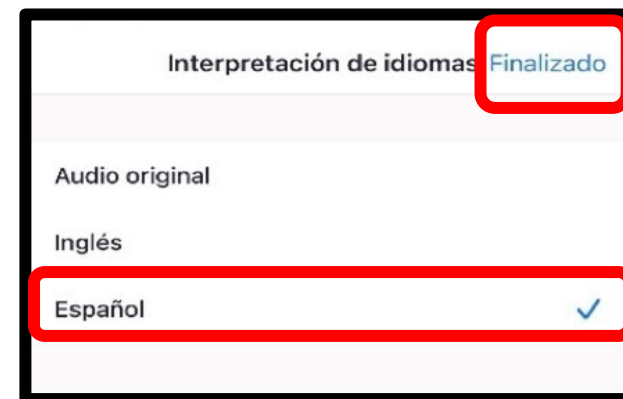 Interpretación de idiomas Finalizado
Audio original
Inglés
Español